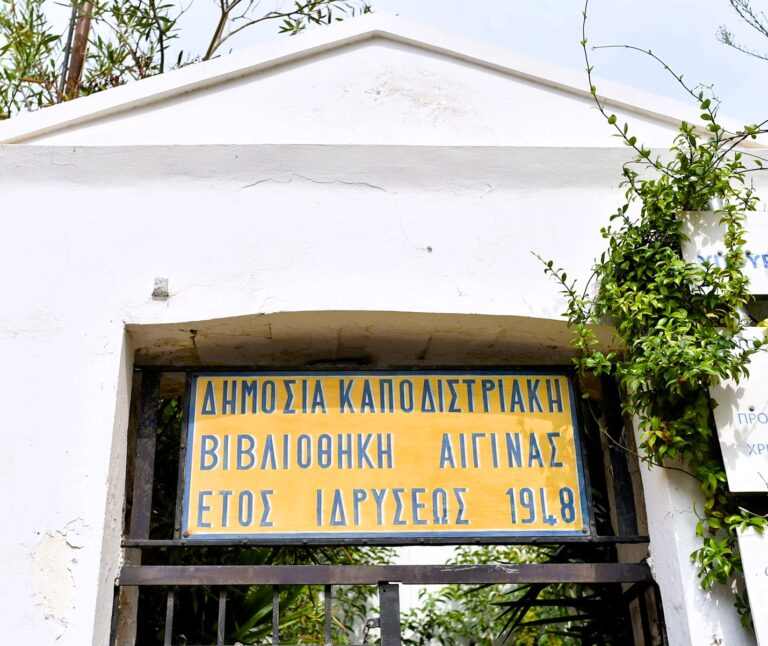 ΔΗΜΟΣΙΑ ΚΑΠΟΔΙΣΤΡΙΑΚΗ
ΒΙΒΛΙΟΘΗΚΗ ΑΙΓΙΝΑΣ
ΕΤΟΣ ΙΔΡΥΣΕΩΣ 1948